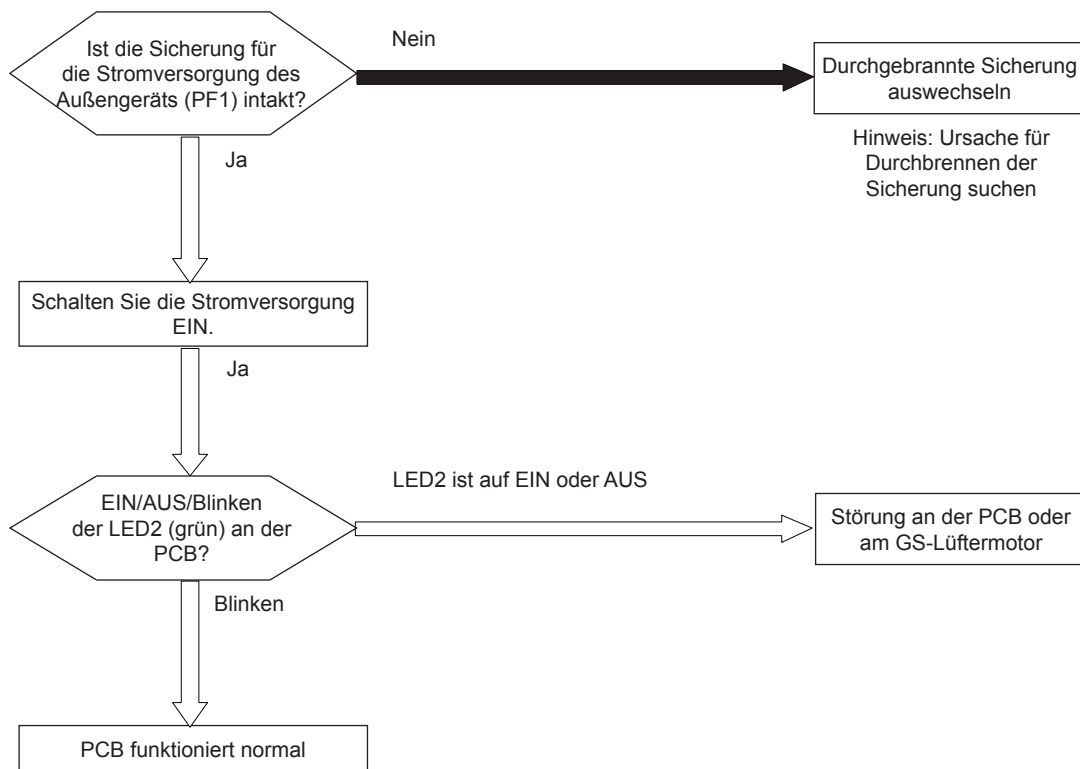 Ist die Sicherung für
die Stromversorgung des
Außengeräts (PF1) intakt?
Nein
Durchgebrannte Sicherung
auswechseln
Hinweis: Ursache für
Durchbrennen der
Sicherung suchen
Ja
Schalten Sie die Stromversorgung
EIN.
Ja
EIN/AUS/Blinken
der LED2 (grün) an der
PCB?
LED2 ist auf EIN oder AUS
Störung an der PCB oder
am GS-Lüftermotor
Blinken
PCB funktioniert normal